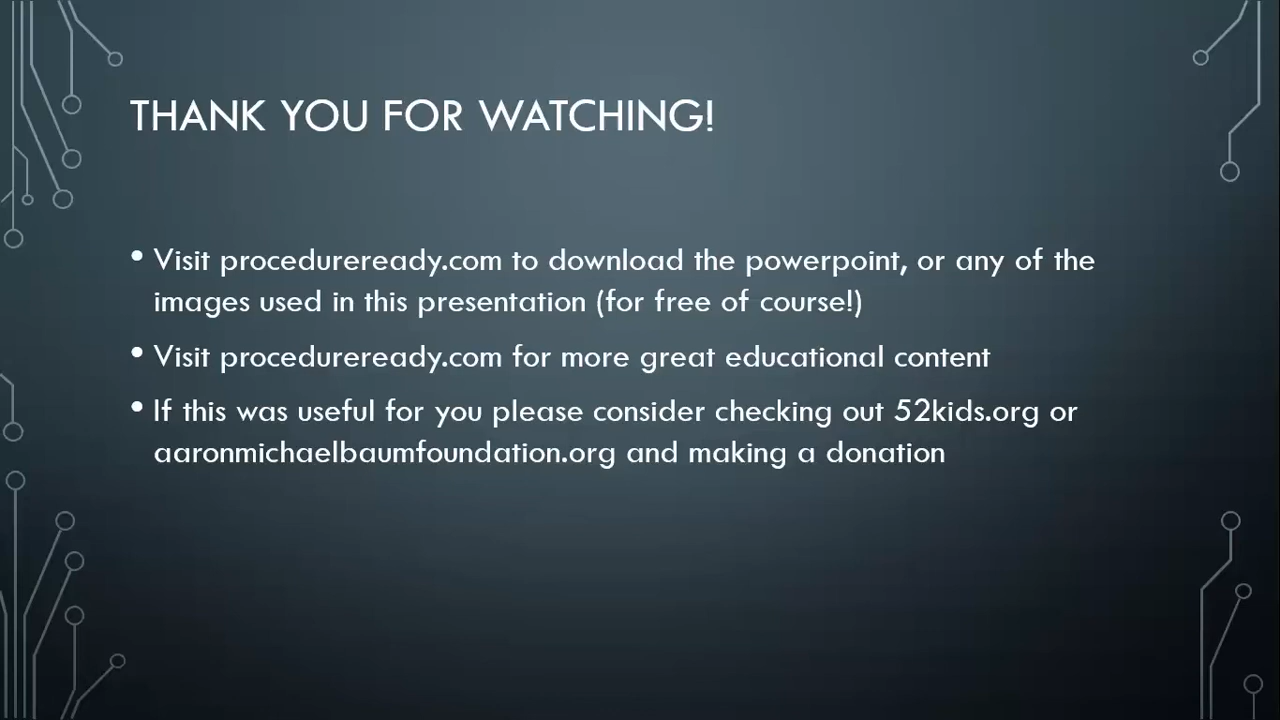 THANK YOU FOR WATCHING!
• Visit procedureready.com to download the powerpoint, or any of the
images used in this presentation (for free of course!)
• Visit procedureready.com for more great educational content
• If this was useful for you please consider checking out 52kids.org or
aaronmichaelbaumfoundation.org and making a donation